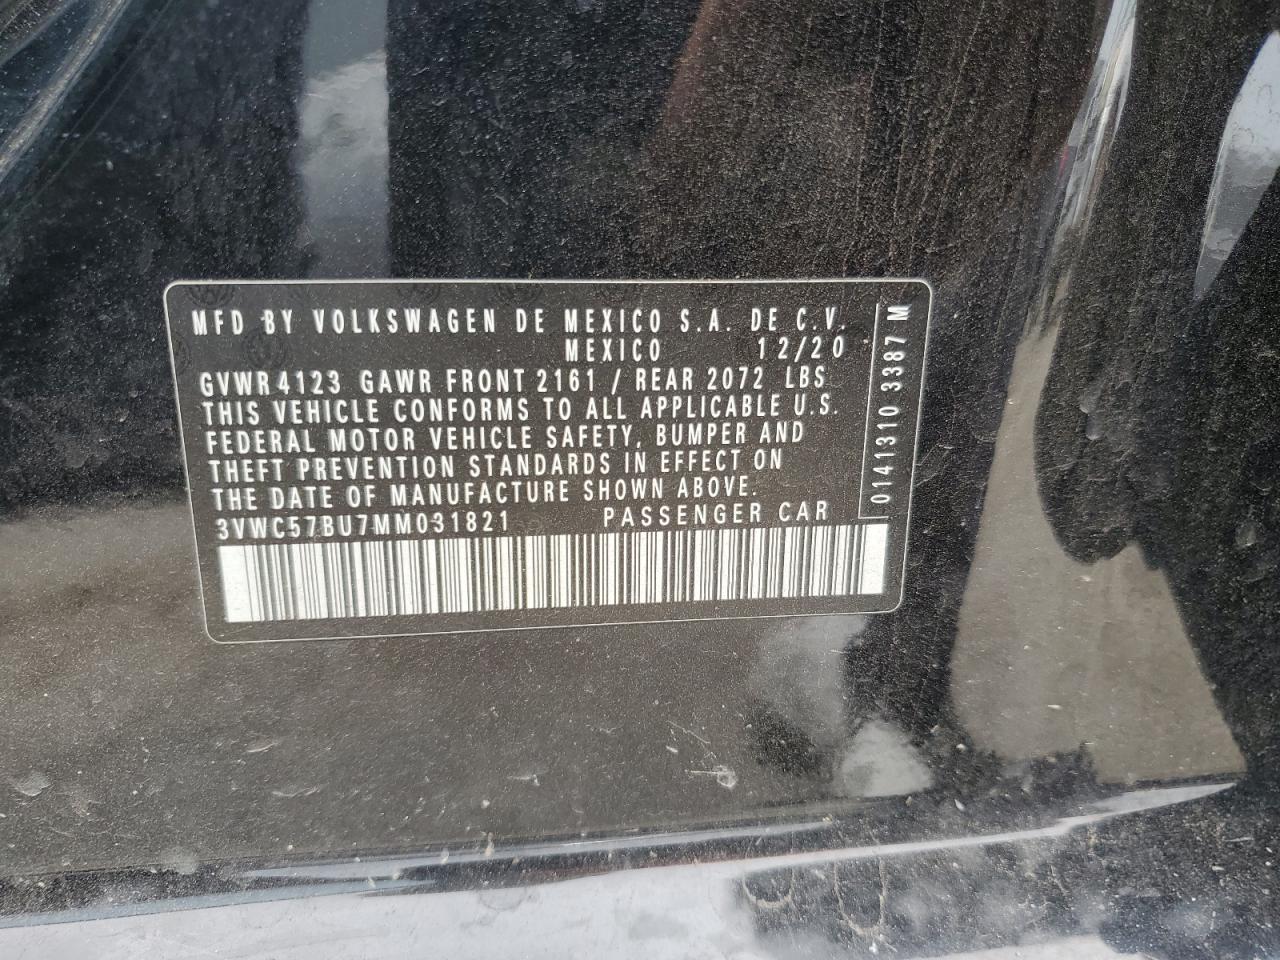 MFD BY VOLKSWAGEN DE MEXICO S.A. DE C.V.
MEXICO 12/20
GVWR 4123 GAWR FRONT 2161 / REAR 2072 LBS
THIS VEHICLE CONFORMS TO ALL APPLICABLE U.S.
FEDERAL MOTOR VEHICLE SAFETY, BUMPER AND
THEFT PREVENTION STANDARDS IN EFFECT ON
THE DATE OF MANUFACTURE SHOWN ABOVE.
3VWC57BU7MM031821 PASSENGER CAR
0141310 3387 M